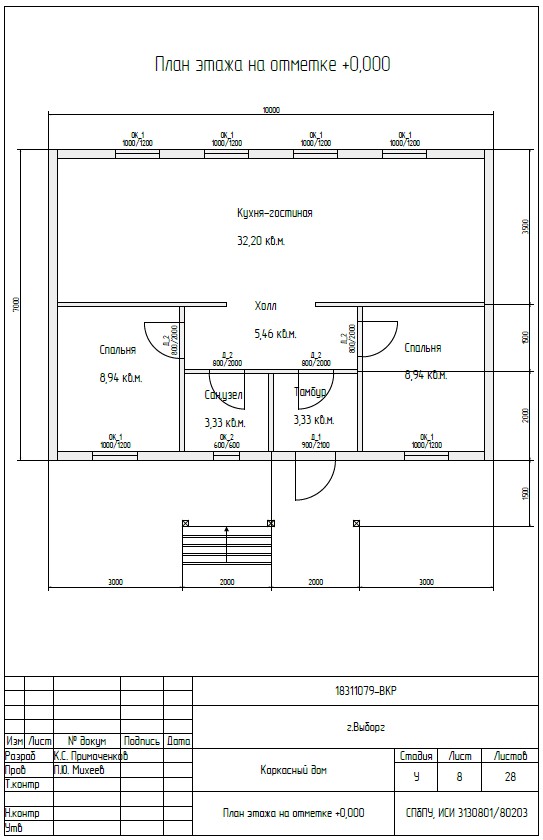 План этажа на отметке +0,000
10000
ОК_1 ОК_1 ОК_1 ОК_1
1000/1200 1000/1200 1000/1200 1000/1200
7000
3500
Кухня-гостиная
32,20 кв.м.
Холл
5,46 кв.м.
1500
Д_2
800/2000
Д_2
800/2000
Спальня
8,94 кв.м.
Спальня
8,94 кв.м.
Д_2 Д_2
800/2000 800/2000
Санузел
3,33 кв.м.
Тамбур
3,33 кв.м.
2000
ОК_1 ОК_2 Д_1 ОК_1
1000/1200 600/600 900/2100 1000/1200
1500
3000 2000 2000 3000
18311079-ВКР
г.Выборг
Изм Лист № докум Подпись Дата
Разраб К.С. Примаченков
Пров П.Ю. Михеев
Т.контр
Н.контр
Утв
Каркасный дом
Стадия Лист Листов
У 8 28
План этажа на отметке +0,000
СПбПУ, ИСИ 3130801/80203